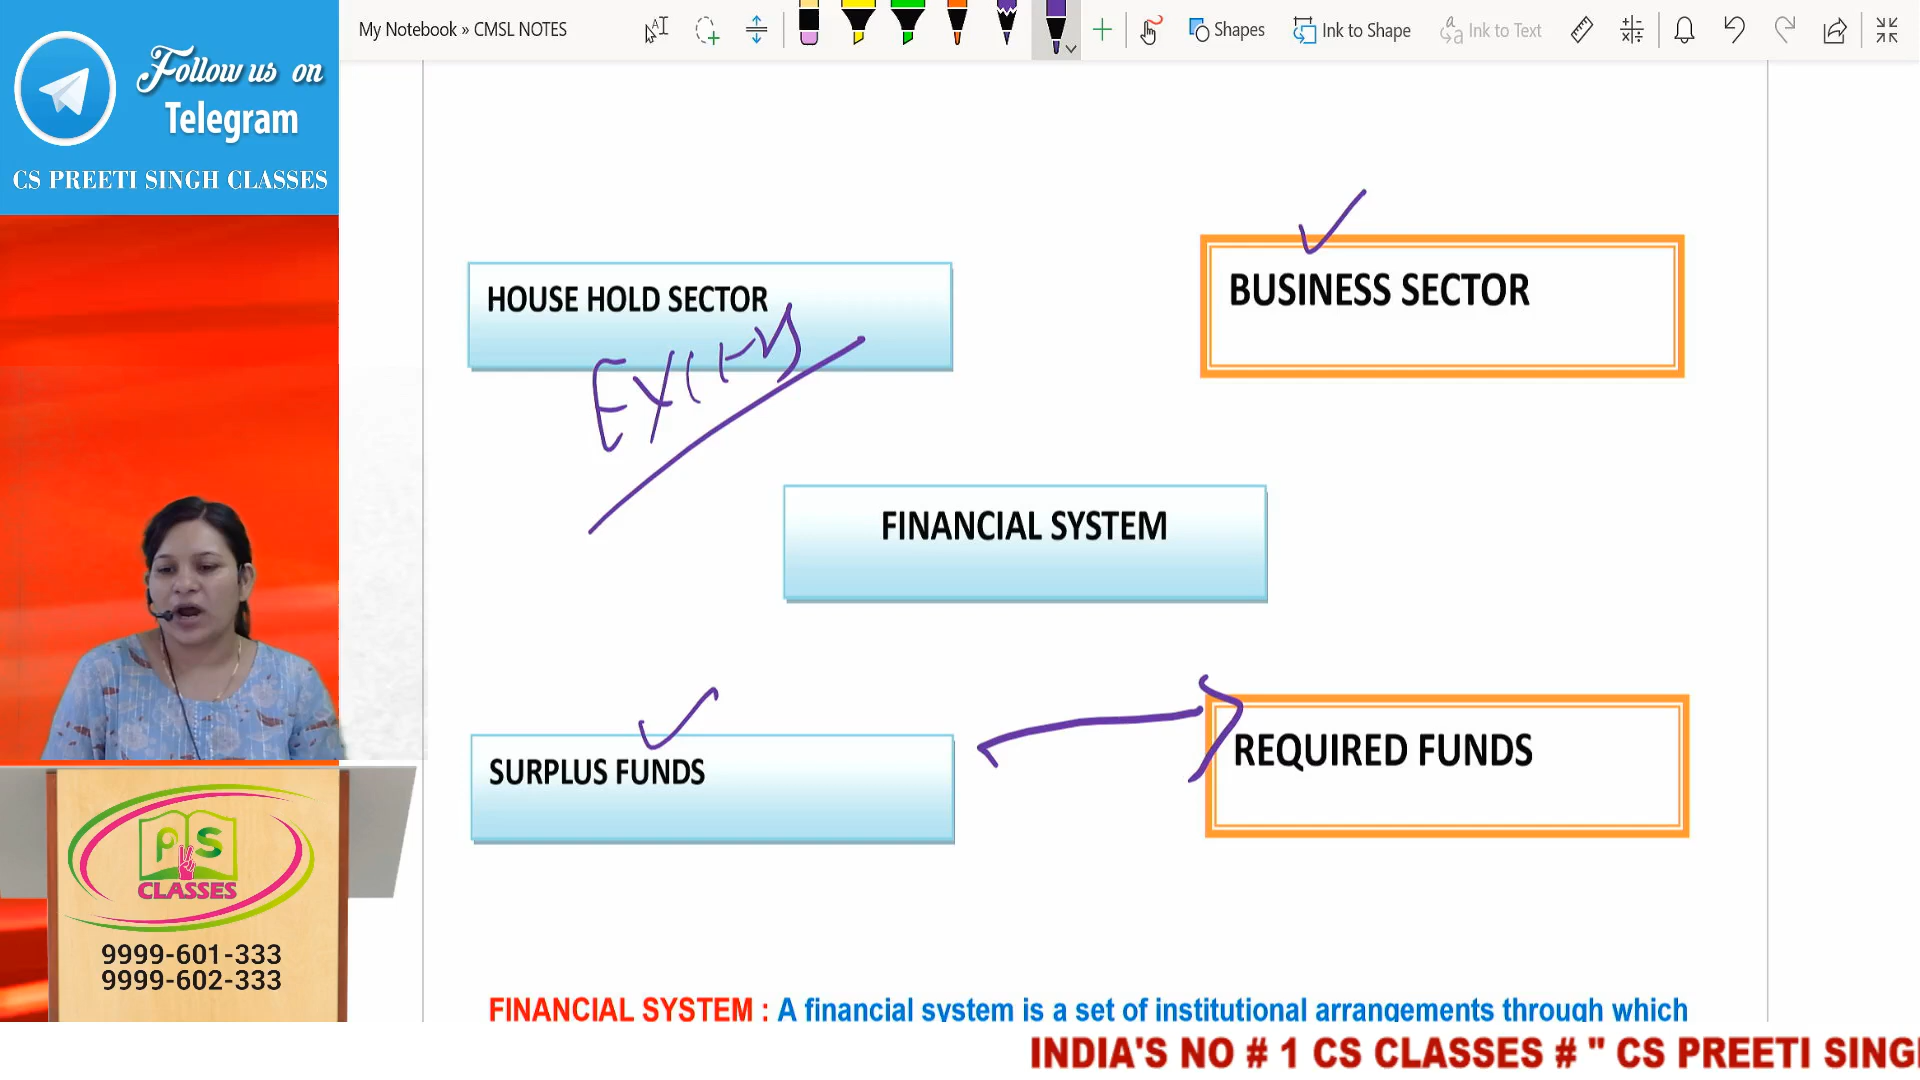 Follow us on
Telegram
CS PREETI SINGH CLASSES
My Notebook » CMSL NOTES
Shapes
Ink to Shape
Ink to Text
HOUSE HOLD SECTOR
BUSINESS SECTOR
FINANCIAL SYSTEM
SURPLUS FUNDS
REQUIRED FUNDS
PS
CLASSES
9999-601-333
9999-602-333
FINANCIAL SYSTEM : A financial system is a set of institutional arrangements through which
INDIA'S NO # 1 CS CLASSES # " CS PREETI SING